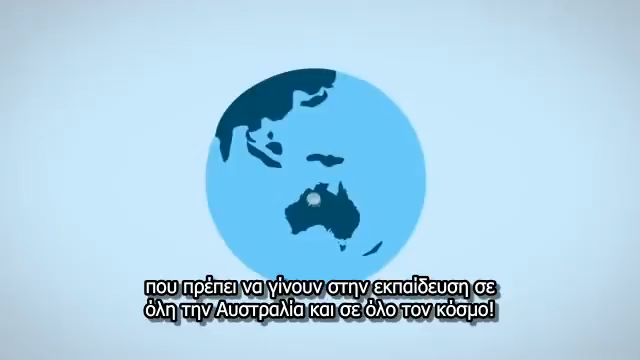 που πρέπει να γίνουν στην εκπαίδευση σε
όλη την Αυστραλία και σε όλο τον κόσμο!